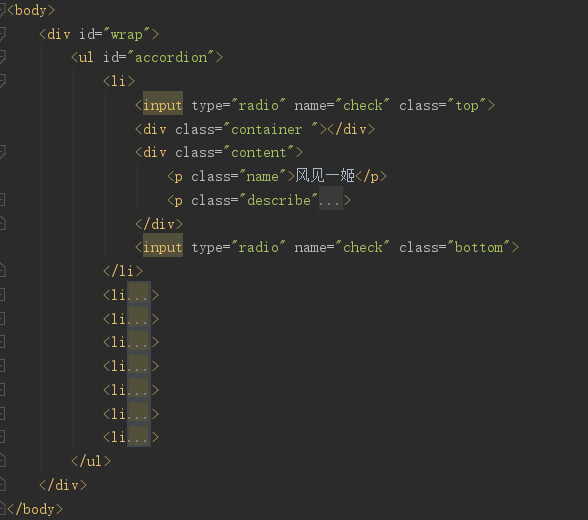 <body>
<div id="wrap">
<ul id="accordion">
<li>
<input type="radio" name="check" class="top">
<div class="container "></div>
<div class="content">
<p class="name">风见一姬</p>
<p class="describe"...>
</div>
<input type="radio" name="check" class="bottom">
</li>
<li...>
<li...>
<li...>
<li...>
<li...>
<li...>
<li...>
</ul>
</div>
</body>